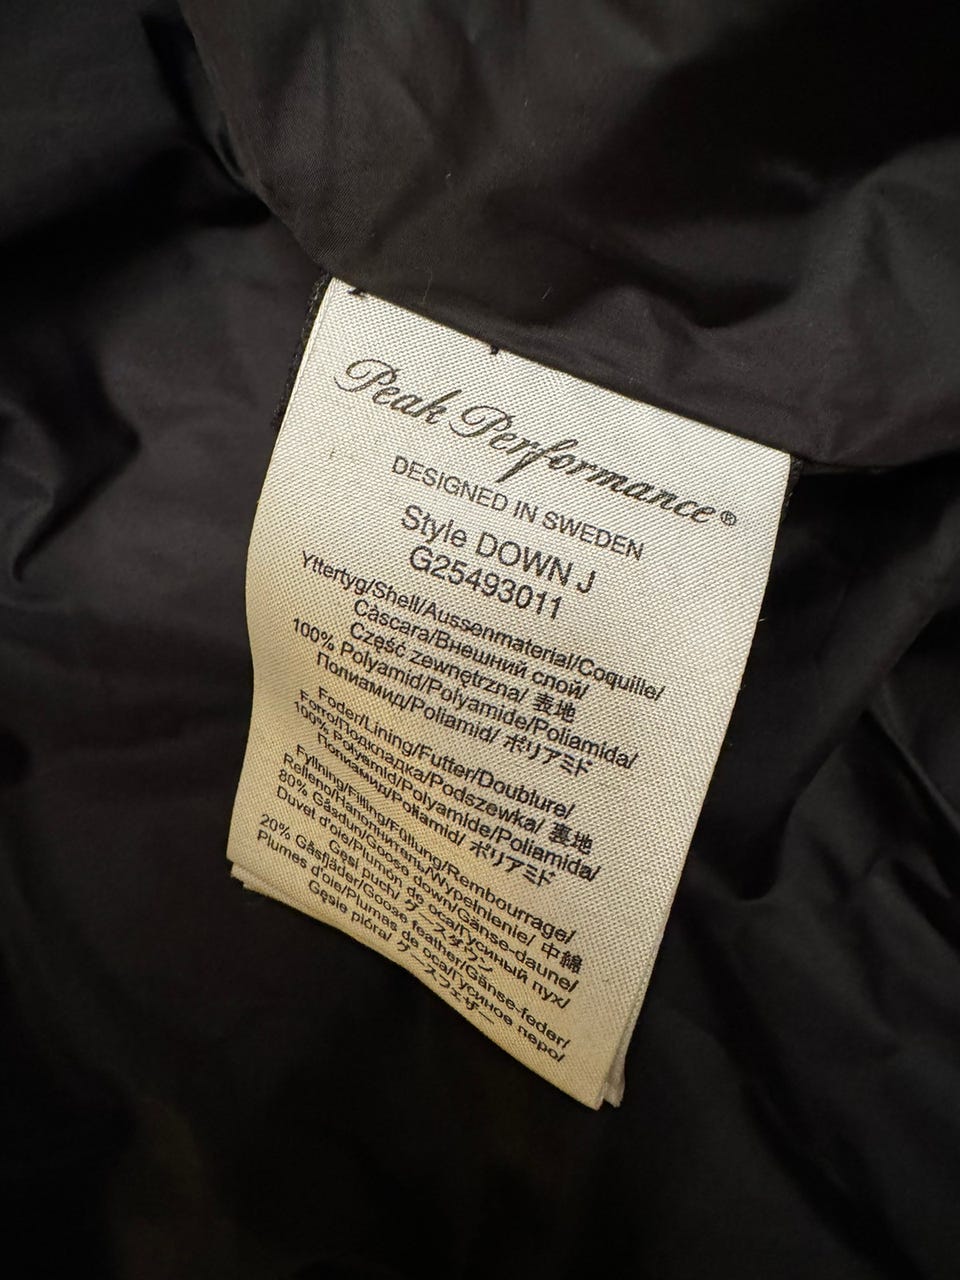 Peak Performance®
DESIGNED IN SWEDEN
Style DOWN J
G25493011
Yttertyg/Shell/Aussenmaterial/Coquille/
Càscara/Внешний слой/
Część zewnętrzna/ 表地
100% Polyamid/Polyamide/Poliamida/
Полиамид/Poliamid/ ポリアミド
Foder/Lining/Futter/Doublure/
Forro/Подкладка/Podszewka/ 裏地
100% Polyamid/Polyamide/Poliamida/
Полиамид/Poliamid/ ポリアミド
Fyllning/Filling/Füllung/Rembourrage/
Relleno/Наполнитель/Wypełnienie/ 中綿
80% Gåsdun/Goose down/Gänse-daune/
Duvet d'oie/Plumón de oca/Гусиный пух/
Gęsi puch/ グースダウン
20% Gåsfjäder/Goose feather/Gänse-feder/
Plumes d'oie/Plumas de oca/Гусиное перо/
Gęsie pióra/ グースフェザー